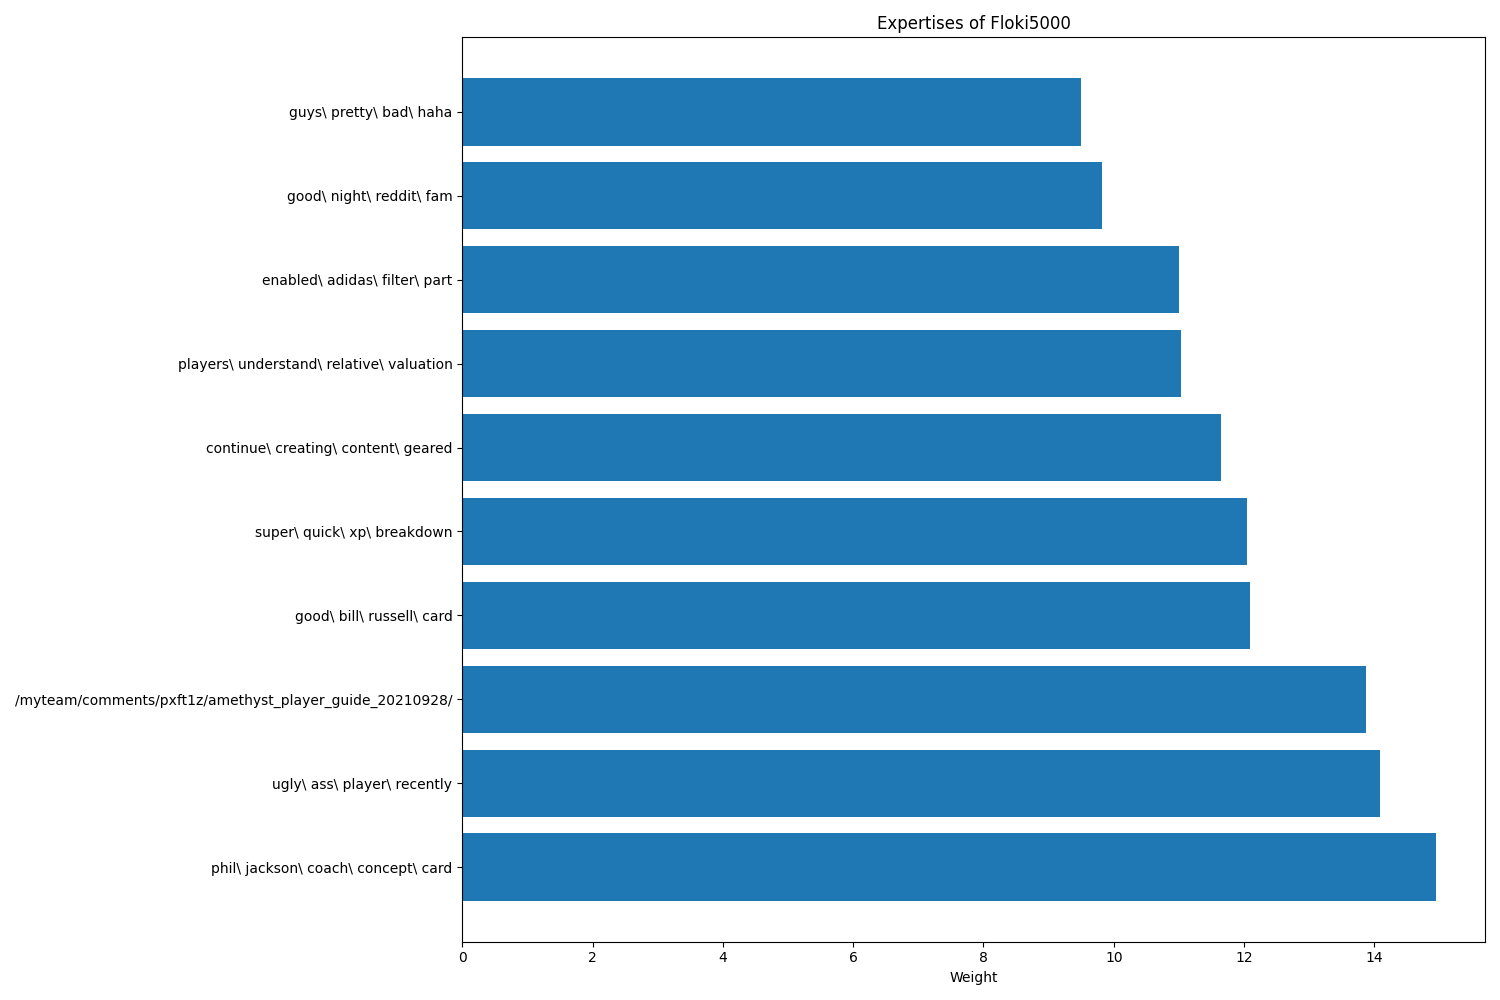 Expertises of Floki5000
guys\ pretty\ bad\ haha
good\ night\ reddit\ fam
enabled\ adidas\ filter\ part
players\ understand\ relative\ valuation
continue\ creating\ content\ geared
super\ quick\ xp\ breakdown
good\ bill\ russell\ card
/myteam/comments/pxft1z/amethyst_player_guide_20210928/
ugly\ ass\ player\ recently
phil\ jackson\ coach\ concept\ card
0 2 4 6 8 10 12 14
Weight